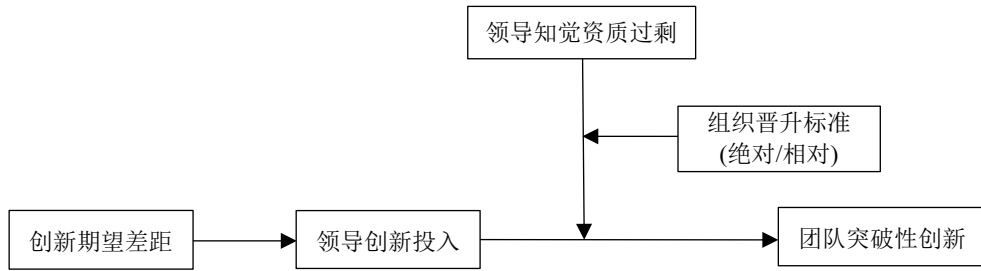 领导知觉资质过剩
组织晋升标准
(绝对/相对)
创新期望差距
领导创新投入
团队突破性创新